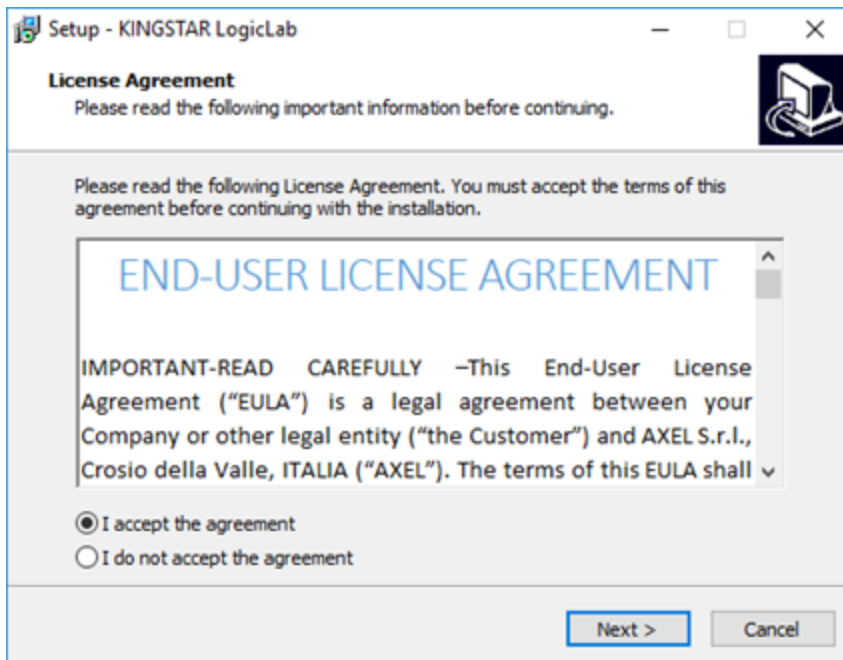 Setup - KINGSTAR LogicLab
License Agreement
Please read the following important information before continuing.
Please read the following License Agreement. You must accept the terms of this
agreement before continuing with the installation.
END-USER LICENSE AGREEMENT
IMPORTANT-READ CAREFULLY –This End-User License
Agreement (“EULA”) is a legal agreement between your
Company or other legal entity (“the Customer”) and AXEL S.r.l.,
Crosio della Valle, ITALIA (“AXEL”). The terms of this EULA shall
I accept the agreement
I do not accept the agreement
Next >
Cancel